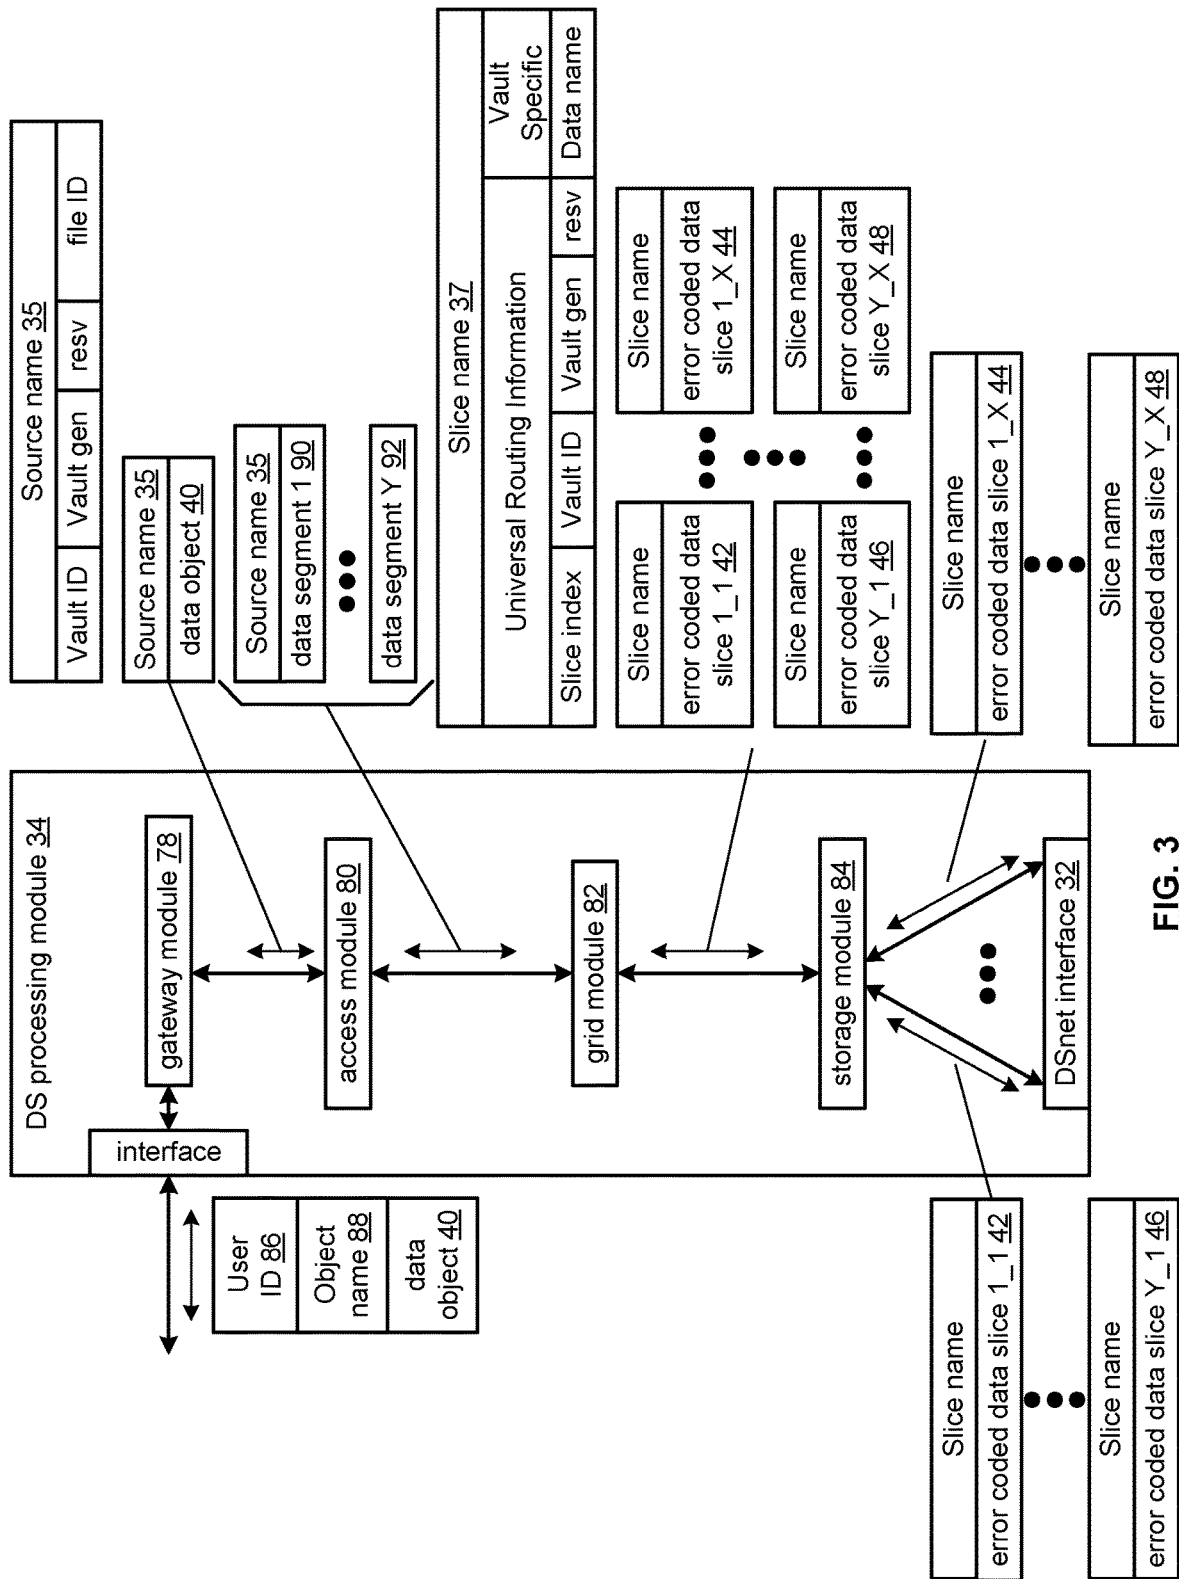 DS processing module 34
interface
gateway module 78
access module 80
grid module 82
storage module 84
DSnet interface 32
User
ID 86
Object
name 88
data
object 40
Source name 35
Vault ID
Vault gen
resv
file ID
Source name 35
data object 40
Source name 35
data segment 1 90
data segment Y 92
Slice name 37
Universal Routing Information
Vault
Specific
Slice index
Vault ID
Vault gen
resv
Data name
Slice name
error coded data
slice 1_1 42
Slice name
error coded data
slice 1_X 44
Slice name
error coded data
slice Y_1 46
Slice name
error coded data
slice Y_X 48
Slice name
error coded data slice 1_1 42
Slice name
error coded data slice Y_1 46
Slice name
error coded data slice 1_X 44
Slice name
error coded data slice Y_X 48
FIG. 3